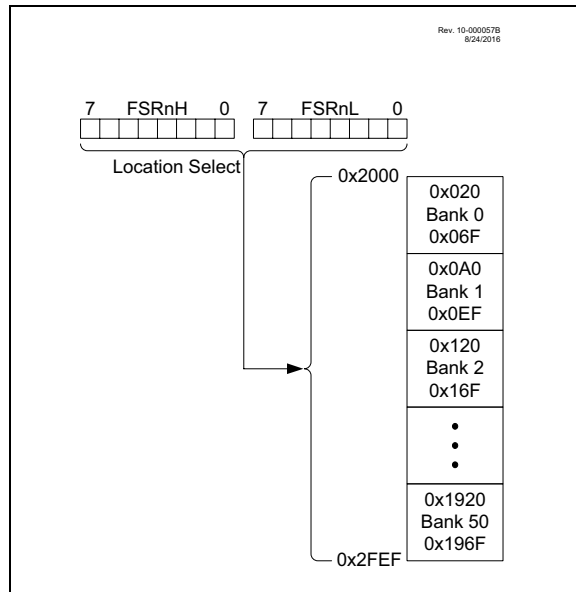 Rev. 10-000057B
8/24/2016
7 FSRnH 0 7 FSRnL 0
Location Select
0x2000
0x020
Bank 0
0x06F
0x0A0
Bank 1
0x0EF
0x120
Bank 2
0x16F
0x1920
Bank 50
0x196F
0x2FEF